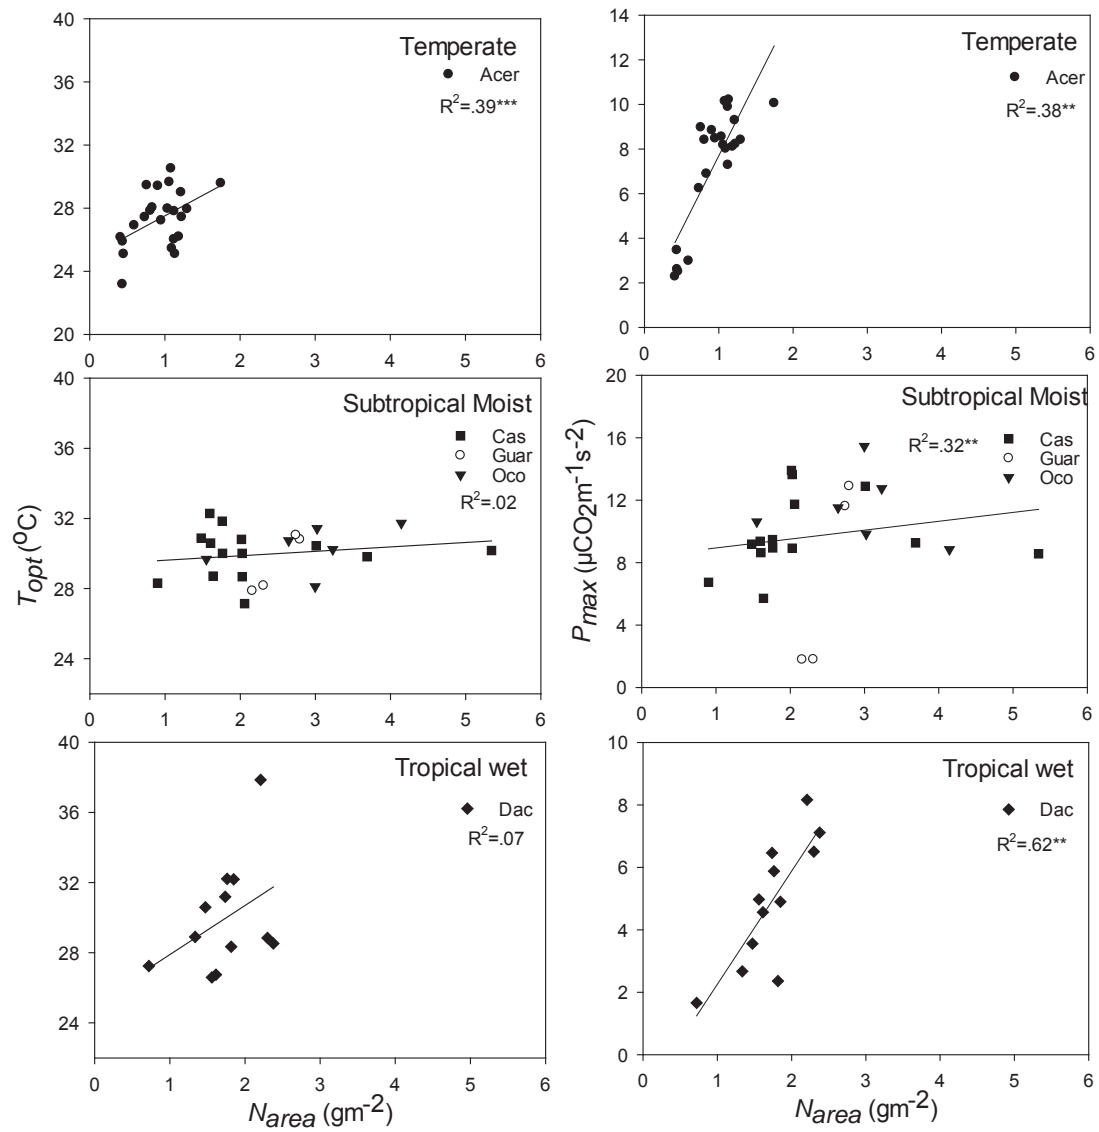 40
36
32
28
24
20
0 1 2 3 4 5 6
Temperate
Acer
R²=.39***
14
12
10
8
6
4
2
0
0 1 2 3 4 5 6
Temperate
Acer
R²=.38**
Topt (oC)
40
36
32
28
24
0 1 2 3 4 5 6
Subtropical Moist
Cas
Guar
Oco
R²=.02
Pmax (µCO2m-1s-2)
20
16
12
8
4
0
0 1 2 3 4 5 6
Subtropical Moist
R²=.32**
Cas
Guar
Oco
40
36
32
28
24
0 1 2 3 4 5 6
Tropical wet
Dac
R²=.07
Narea (gm-2)
10
8
6
4
2
0
0 1 2 3 4 5 6
Tropical wet
Dac
R²=.62**
Narea (gm-2)